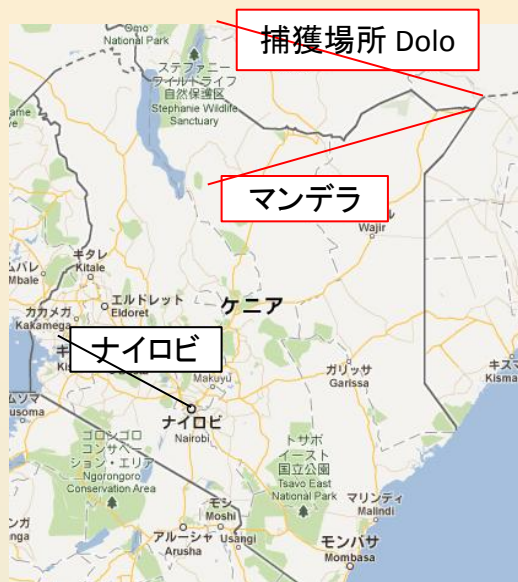 Omo
National Park
捕獲場所 Dolo
ステファニー
ワイルドライフ
自然保護区
Stephanie Wildlife
Sanctuary
マンデラ
Wajir
キタレ
Kitale
Mbale
エルドレット
Eldoret
ケニア
カカメガ
Kakamega
ナイロビ
Makuyu
ガリッサ
Garissa
キスマ
Kisma
ナイロビ
Nairobi
ゴロンゴロ
コンサベー
ション・エリア
Ngorongoro
Conservation Area
トサボ
イースト
国立公園
Tsavo East
National Park
マリンディ
Malindi
モシ
Moshi
アルーシャ
Arusha
Usangi
モンバサ
Mombasa